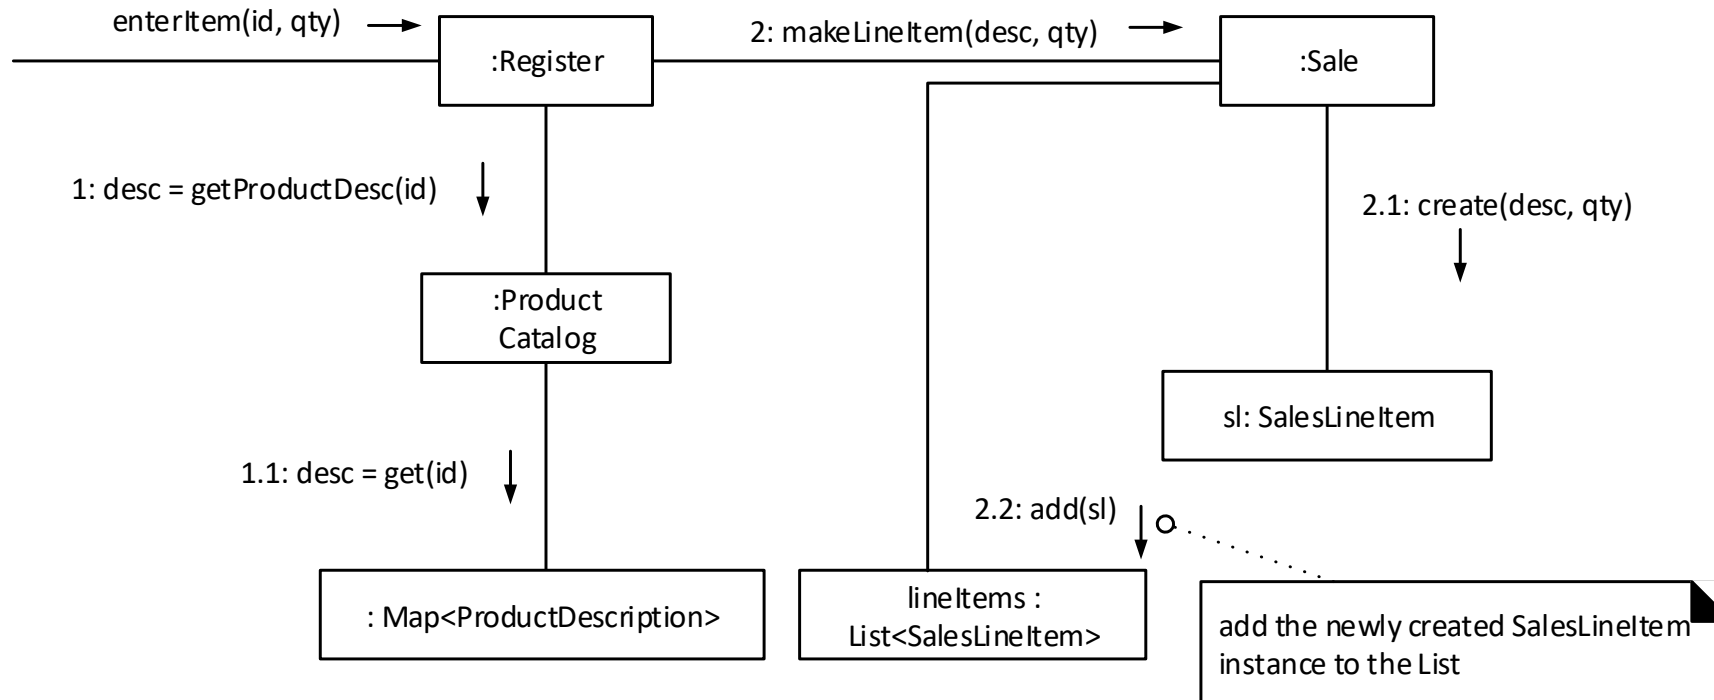 enterItem(id, qty)
2: makeLineItem(desc, qty)
:Register
:Sale
1: desc = getProductDesc(id)
2.1: create(desc, qty)
:Product
Catalog
sl: SalesLineItem
1.1: desc = get(id)
2.2: add(sl)
: Map<ProductDescription>
lineItems :
List<SalesLineItem>
add the newly created SalesLineItem
instance to the List